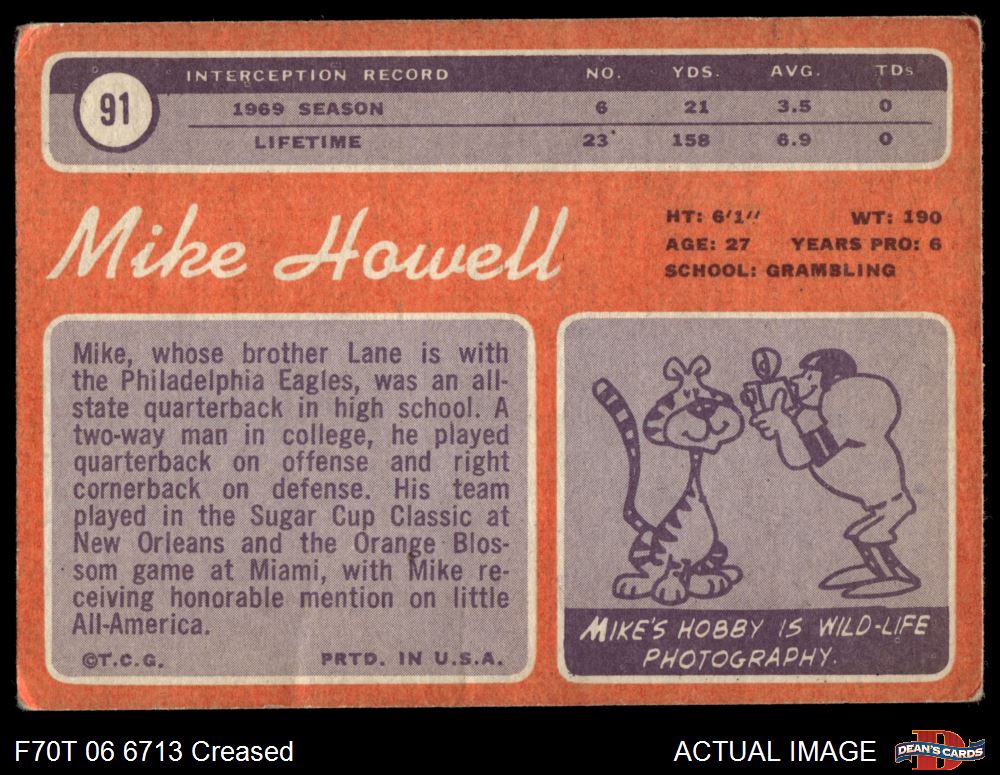 91
INTERCEPTION RECORD NO. YDS. AVG. TDs
1969 SEASON 6 21 3.5 0
LIFETIME 23 158 6.9 0
Mike Howell
HT: 6'1" WT: 190
AGE: 27 YEARS PRO: 6
SCHOOL: GRAMBLING
Mike, whose brother Lane is with
the Philadelphia Eagles, was an all-
state quarterback in high school. A
two-way man in college, he played
quarterback on offense and right
cornerback on defense. His team
played in the Sugar Cup Classic at
New Orleans and the Orange Blos-
som game at Miami, with Mike re-
ceiving honorable mention on little
All-America.
©T.C.G. PRTD. IN U.S.A.
MIKE'S HOBBY IS WILD-LIFE
PHOTOGRAPHY.
F70T 06 6713 Creased
ACTUAL IMAGE
D
DEAN'S CARDS